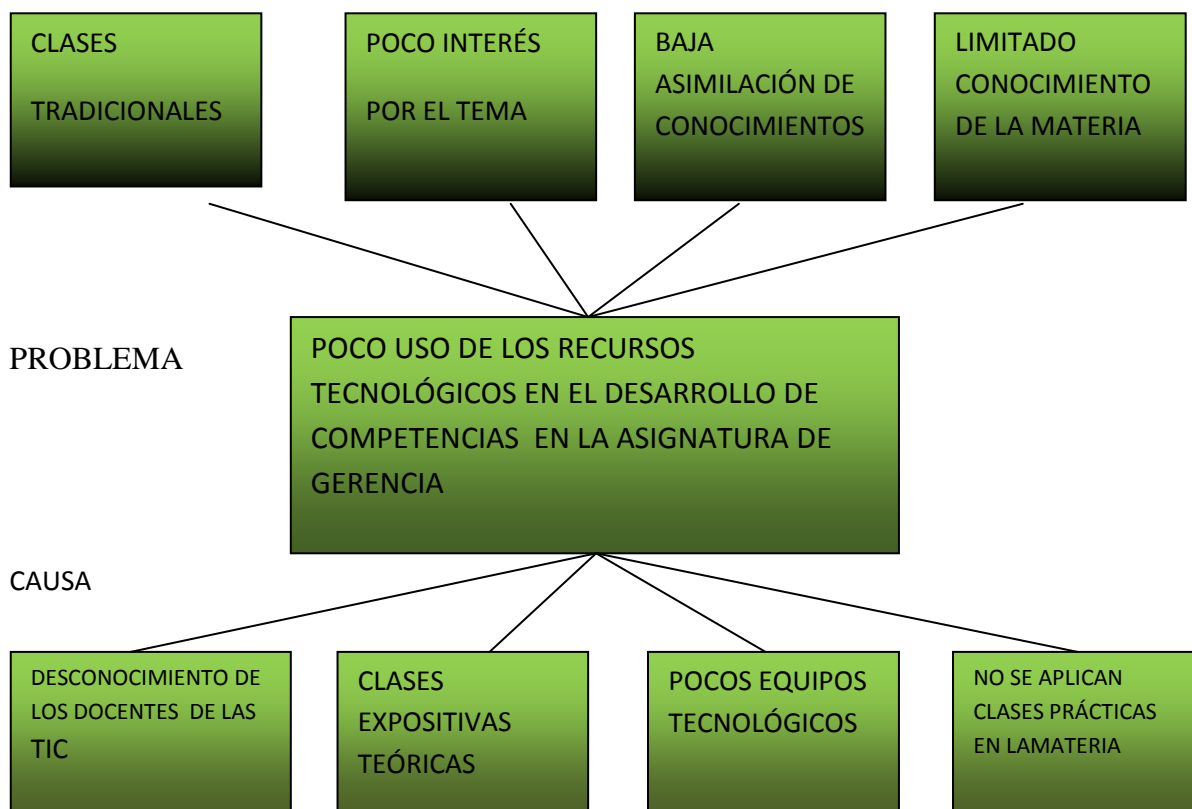 CLASES
TRADICIONALES
POCO INTERÉS
POR EL TEMA
BAJA
ASIMILACIÓN DE
CONOCIMIENTOS
LIMITADO
CONOCIMIENTO
DE LA MATERIA
PROBLEMA
POCO USO DE LOS RECURSOS
TECNOLÓGICOS EN EL DESARROLLO DE
COMPETENCIAS EN LA ASIGNATURA DE
GERENCIA
CAUSA
DESCONOCIMIENTO DE
LOS DOCENTES DE LAS
TIC
CLASES
EXPOSITIVAS
TEÓRICAS
POCOS EQUIPOS
TECNOLÓGICOS
NO SE APLICAN
CLASES PRÁCTICAS
EN LAMATERIA